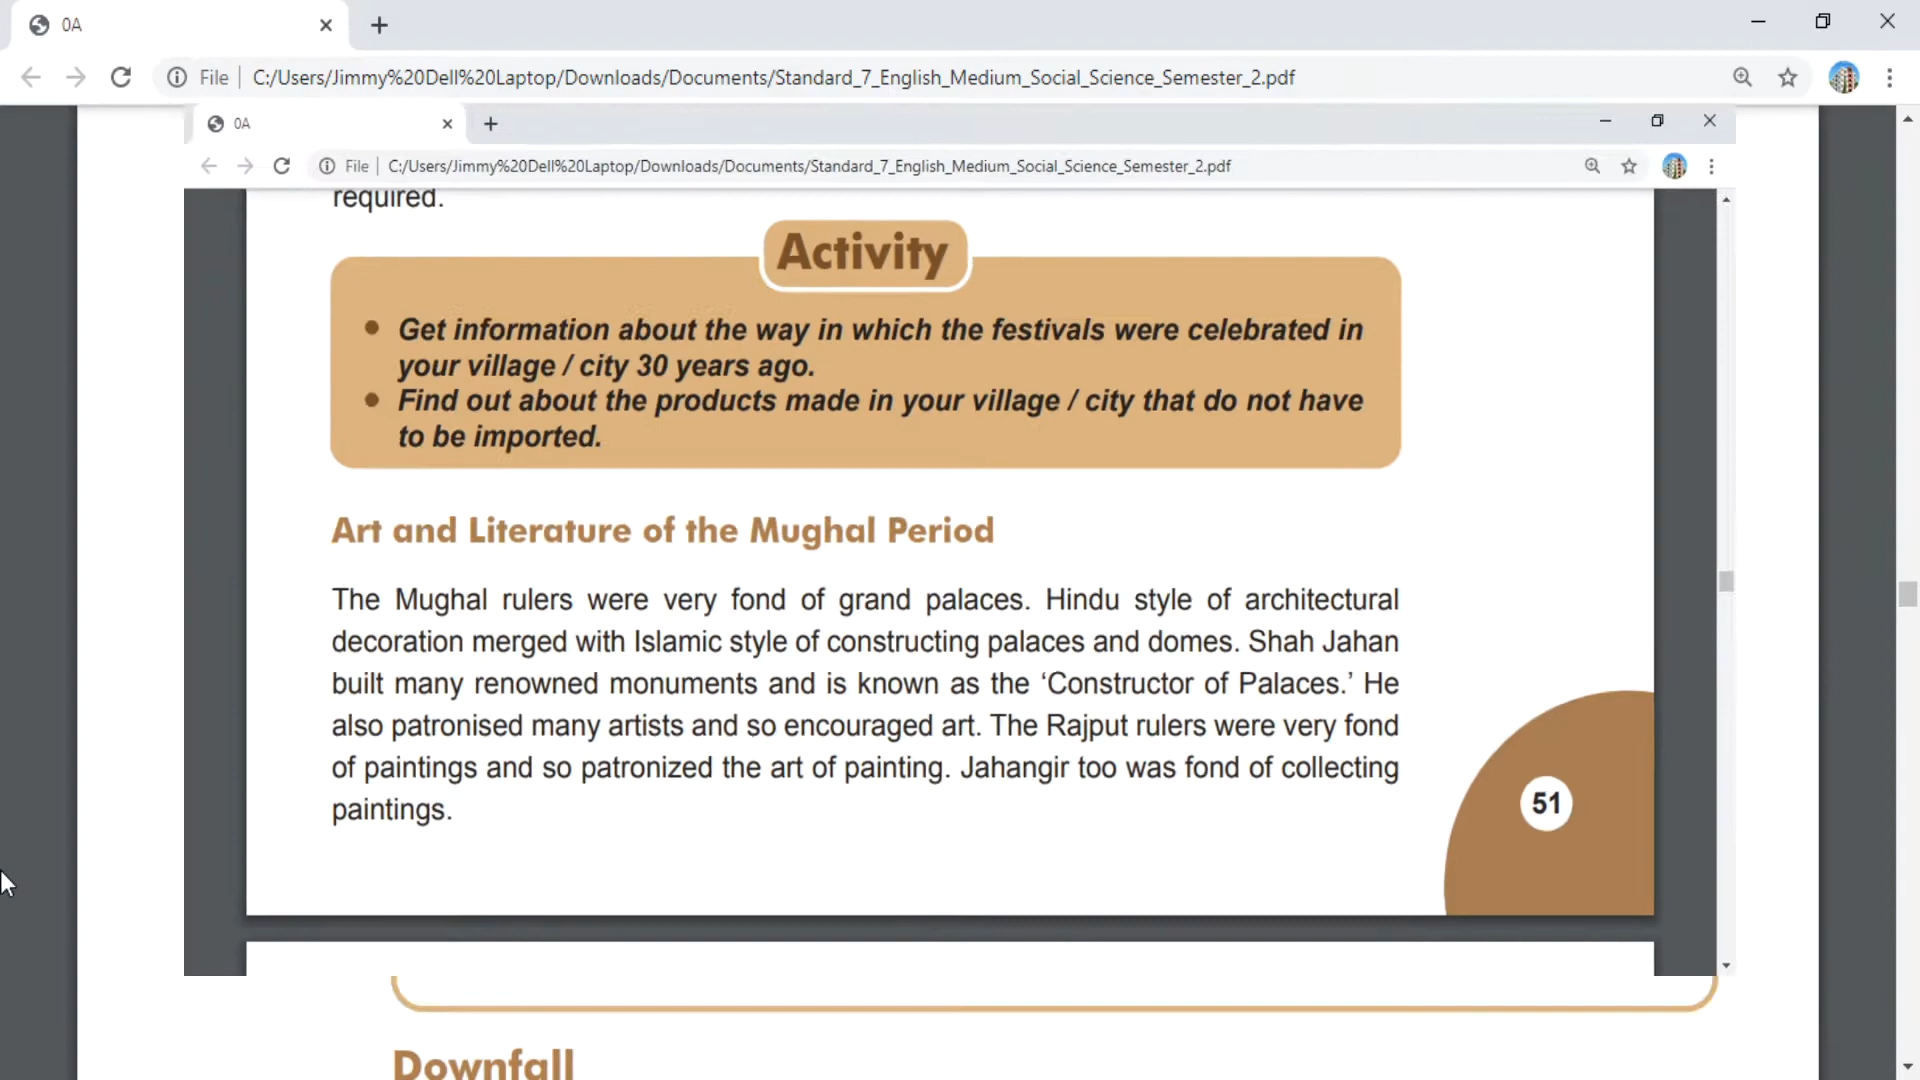 0A
File C:/Users/Jimmy%20Dell%20Laptop/Downloads/Documents/Standard_7_English_Medium_Social_Science_Semester_2.pdf
0A
File C:/Users/Jimmy%20Dell%20Laptop/Downloads/Documents/Standard_7_English_Medium_Social_Science_Semester_2.pdf
required.
Activity
• Get information about the way in which the festivals were celebrated in
your village / city 30 years ago.
• Find out about the products made in your village / city that do not have
to be imported.
Art and Literature of the Mughal Period
The Mughal rulers were very fond of grand palaces. Hindu style of architectural
decoration merged with Islamic style of constructing palaces and domes. Shah Jahan
built many renowned monuments and is known as the ‘Constructor of Palaces.’ He
also patronised many artists and so encouraged art. The Rajput rulers were very fond
of paintings and so patronized the art of painting. Jahangir too was fond of collecting
paintings.
51
Downfall